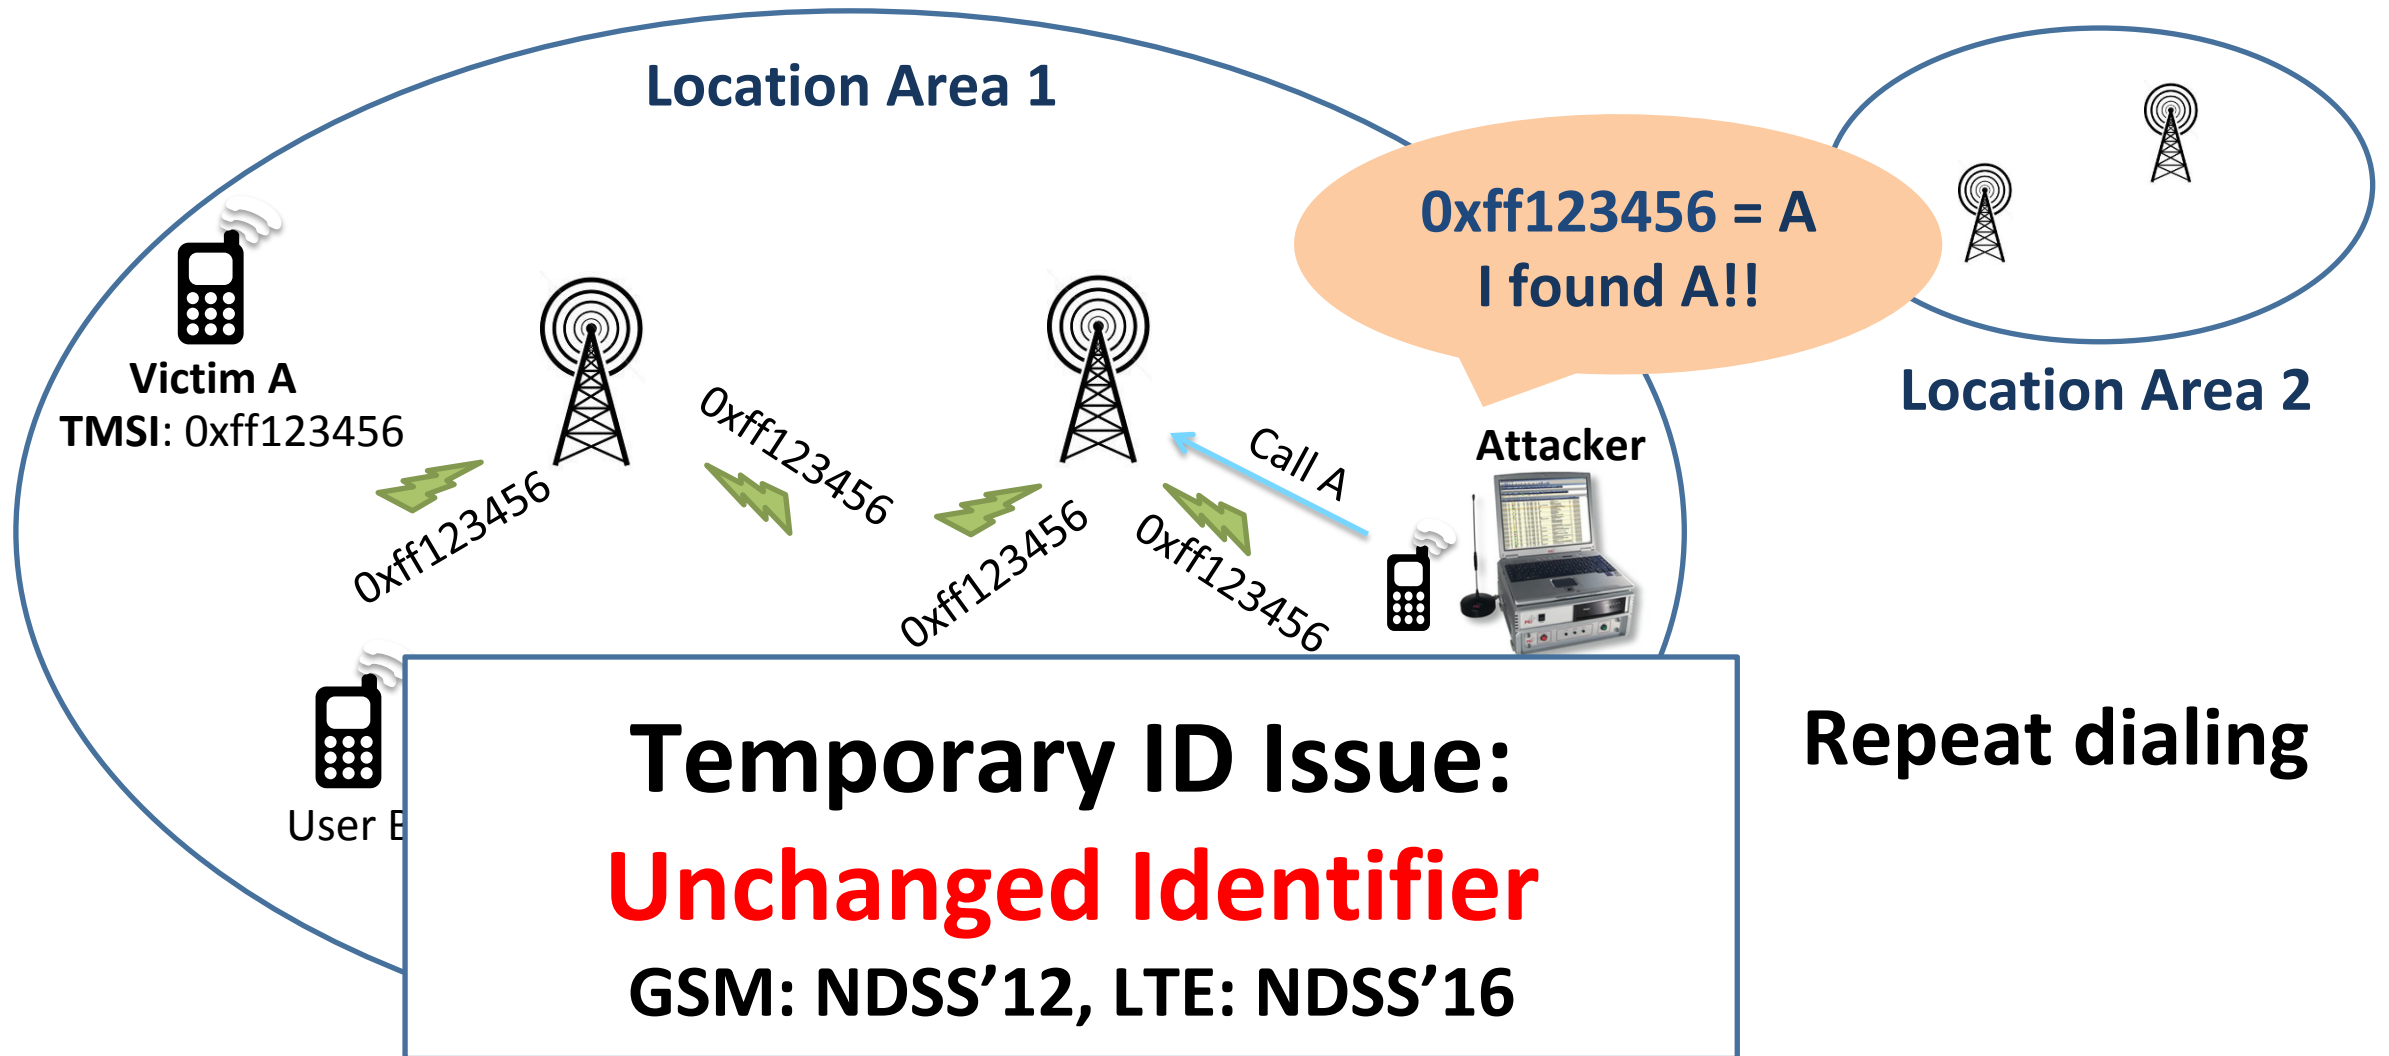 Location Area 1
0xff123456 = A
I found A!!
Location Area 2
Victim A
TMSI: 0xff123456
0xff123456
0xff123456
0xff123456
0xff123456
Call A
Attacker
User
Temporary ID Issue:
Unchanged Identifier
GSM: NDSS’12, LTE: NDSS’16
Repeat dialing